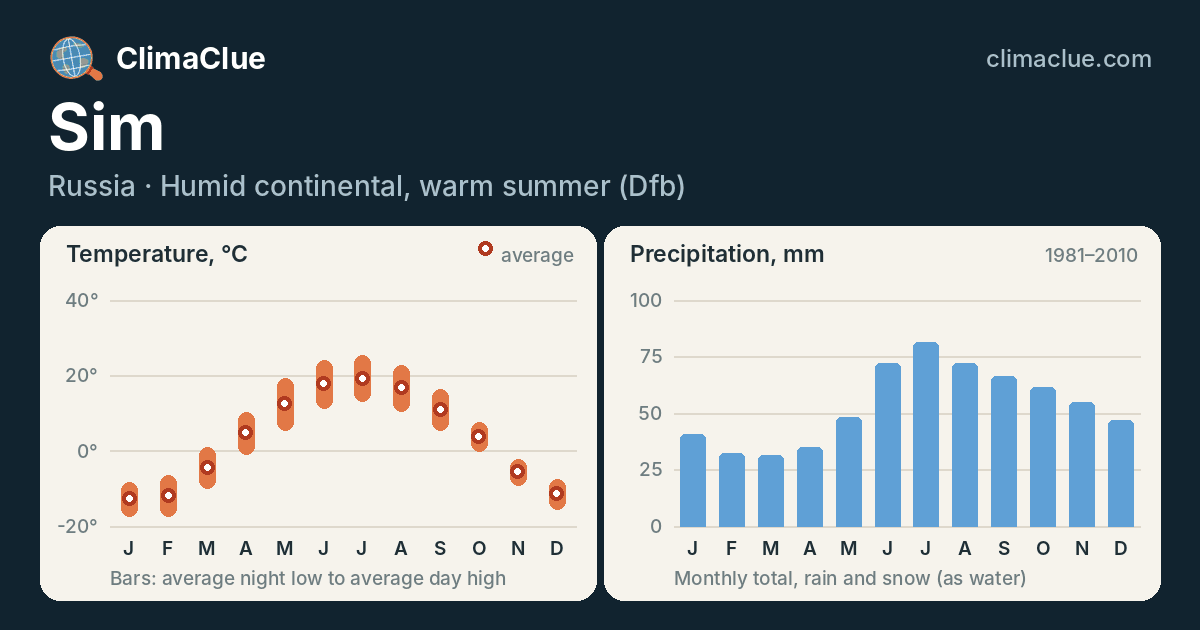 ClimaClue
climaclue.com
Sim
Russia · Humid continental, warm summer (Dfb)
Temperature, °C
average
40°
20°
0°
-20°
J F M A M J J A S O N D
Bars: average night low to average day high
Precipitation, mm
1981–2010
100
75
50
25
0
J F M A M J J A S O N D
Monthly total, rain and snow (as water)